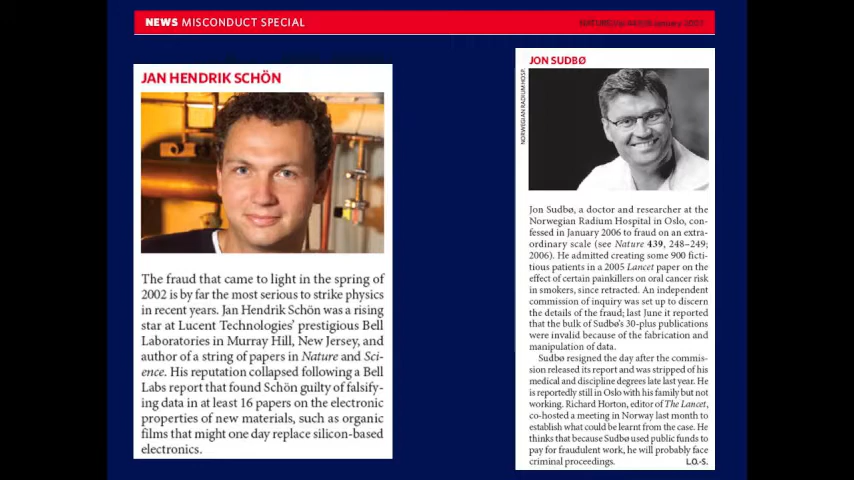 NEWS MISCONDUCT SPECIAL
JAN HENDRIK SCHÖN
The fraud that came to light in the spring of
2002 is by far the most serious to strike physics
in recent years. Jan Hendrik Schön was a rising
star at Lucent Technologies' prestigious Bell
Laboratories in Murray Hill, New Jersey, and
author of a string of papers in Nature and Sci-
ence. His reputation collapsed following a Bell
Labs report that found Schön guilty of falsify-
ing data in at least 16 papers on the electronic
properties of new materials, such as organic
films that might one day replace silicon-based
electronics.
JON SUDBØ
NORWEGIAN RADIUM HOSP.
Jon Sudbø, a doctor and researcher at the
Norwegian Radium Hospital in Oslo, con-
fessed in January 2006 to fraud on an extra-
ordinary scale (see Nature 439, 248–249;
2006). He admitted creating some 900 ficti-
tious patients in a 2005 Lancet paper on the
effect of certain painkillers on oral cancer risk
in smokers, since retracted. An independent
commission of inquiry was set up to discern
the details of the fraud; last June it reported
that the bulk of Sudbø's 30-plus publications
were invalid because of the fabrication and
manipulation of data.
Sudbø resigned the day after the commis-
sion released its report and was stripped of his
medical and discipline degrees late last year. He
is reportedly still in Oslo with his family but not
working. Richard Horton, editor of The Lancet,
co-hosted a meeting in Norway last month to
establish what could be learnt from the case. He
thinks that because Sudbø used public funds to
pay for fraudulent work, he will probably face
criminal proceedings. L.O.-S.